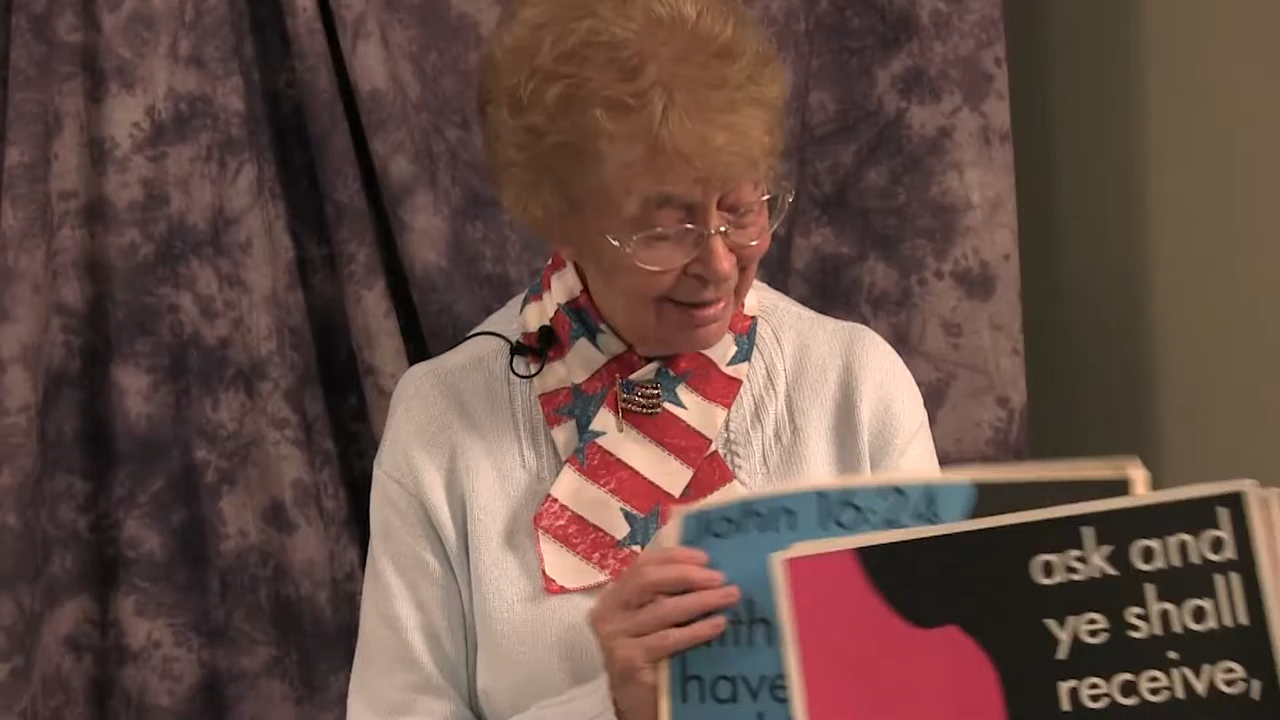 John 16:24
have
ask and
ye shall
receive,